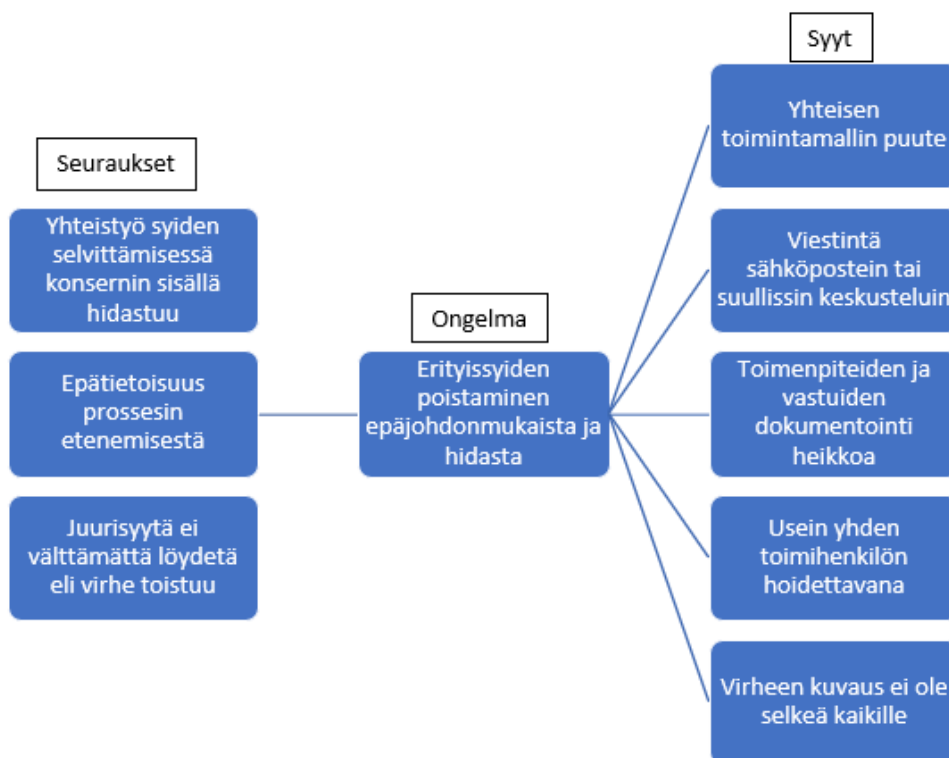 Seuraukset
Yhteistyö syiden
selvittämisessä
konsernin sisällä
hidastuu
Epätietoisuus
prossesin
etenemisestä
Juurisyytä ei
välttämättä löydetä
eli virhe toistuu
Ongelma
Erityissyiden
poistaminen
epäjohdonmukaista ja
hidasta
Syyt
Yhteisen
toimintamallin puute
Viestintä
sähköpostein tai
suullissin keskusteluin
Toimenpiteiden ja
vastuiden
dokumentointi
heikkoa
Usein yhden
toimihenkilön
hoidettavana
Virheen kuvaus ei ole
selkeä kaikille